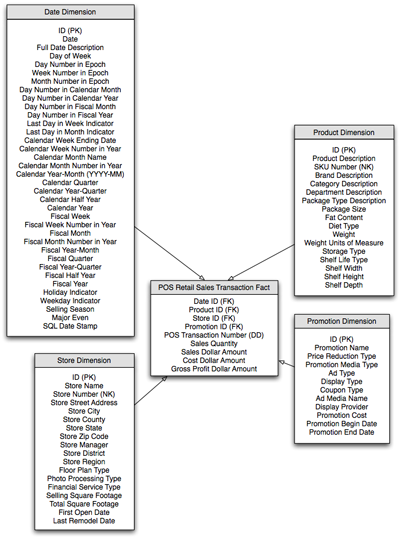 Date Dimension
ID (PK)
Date
Full Date Description
Day of Week
Day Number in Epoch
Week Number in Epoch
Month Number in Epoch
Day Number in Calendar Month
Day Number in Calendar Year
Day Number in Fiscal Month
Day Number in Fiscal Year
Last Day in Week Indicator
Last Day in Month Indicator
Calendar Week Ending Date
Calendar Week Number in Year
Calendar Month Name
Calendar Month Number in Year
Calendar Year-Month (YYYY-MM)
Calendar Quarter
Calendar Year-Quarter
Calendar Half Year
Calendar Year
Fiscal Week
Fiscal Week Number in Year
Fiscal Month
Fiscal Month Number in Year
Fiscal Year-Month
Fiscal Quarter
Fiscal Year-Quarter
Fiscal Half Year
Fiscal Year
Holiday Indicator
Weekday Indicator
Selling Season
Major Even
SQL Date Stamp
Product Dimension
ID (PK)
Product Description
SKU Number (NK)
Brand Description
Category Description
Department Description
Package Type Description
Package Size
Fat Content
Diet Type
Weight
Weight Units of Measure
Storage Type
Shelf Life Type
Shelf Width
Shelf Height
Shelf Depth
POS Retail Sales Transaction Fact
Date ID (FK)
Product ID (FK)
Store ID (FK)
Promotion ID (FK)
POS Transaction Number (DD)
Sales Quantity
Sales Dollar Amount
Cost Dollar Amount
Gross Profit Dollar Amount
Store Dimension
ID (PK)
Store Name
Store Number (NK)
Store Street Address
Store City
Store County
Store State
Store Zip Code
Store Manager
Store District
Store Region
Floor Plan Type
Photo Processing Type
Financial Service Type
Selling Square Footage
Total Square Footage
First Open Date
Last Remodel Date
Promotion Dimension
ID (PK)
Promotion Name
Price Reduction Type
Promotion Media Type
Ad Type
Display Type
Coupon Type
Ad Media Name
Display Provider
Promotion Cost
Promotion Begin Date
Promotion End Date